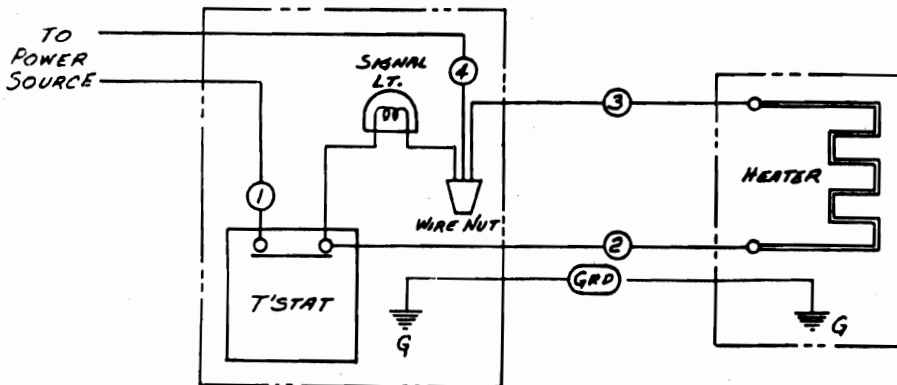 TO
POWER
SOURCE
SIGNAL
LT.
4
3
1
HEATER
WIRE NUT
2
T'STAT
GRD
G
G